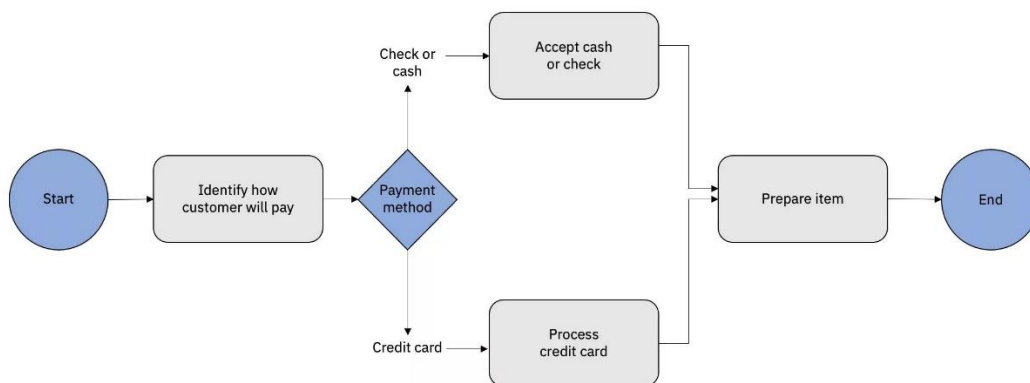 Start
Identify how
customer will pay
Payment
method
Check or
cash
Accept cash
or check
Credit card
Process
credit card
Prepare item
End